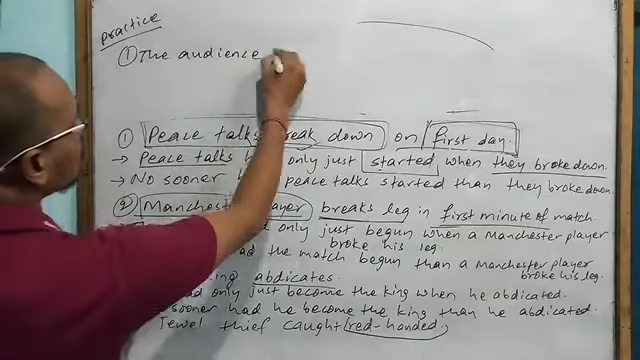 Practice
① The audience
① Peace talks break down on first day.
→ Peace talks h only just started when they broke down.
→ No sooner h peace talks started than they broke down
② Manchester player breaks leg in first minute of match.
d only just begun when a Manchester player
broke his leg.
ad the match begun than a Manchester player
broke his leg.
ing abdicates.
ad only just become the king when he abdicated.
sooner had he become the king than he abdicated.
Jewel thief caught red-handed